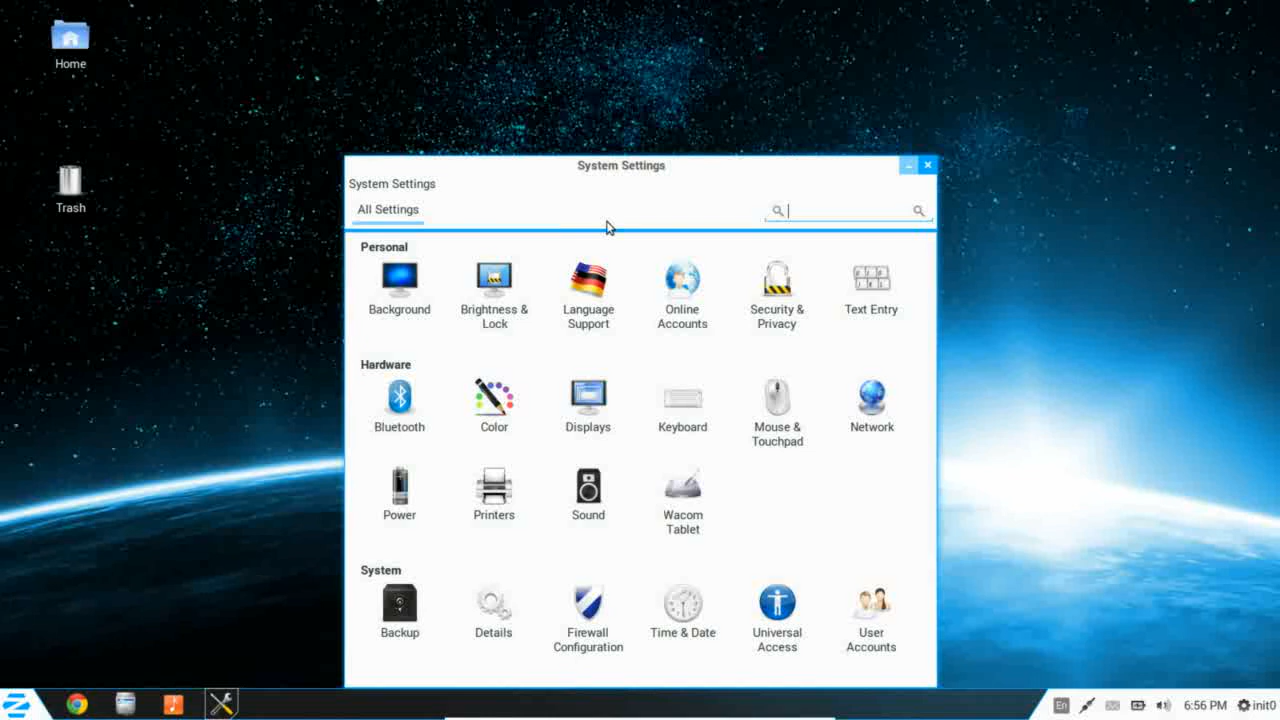 Home
Trash
System Settings
System Settings
All Settings
Personal
Background
Brightness &
Lock
Language
Support
Online
Accounts
Security &
Privacy
Text Entry
Hardware
Bluetooth
Color
Displays
Keyboard
Mouse &
Touchpad
Network
Power
Printers
Sound
Wacom
Tablet
System
Backup
Details
Firewall
Configuration
Time & Date
Universal
Access
User
Accounts
En
6:56 PM
init0